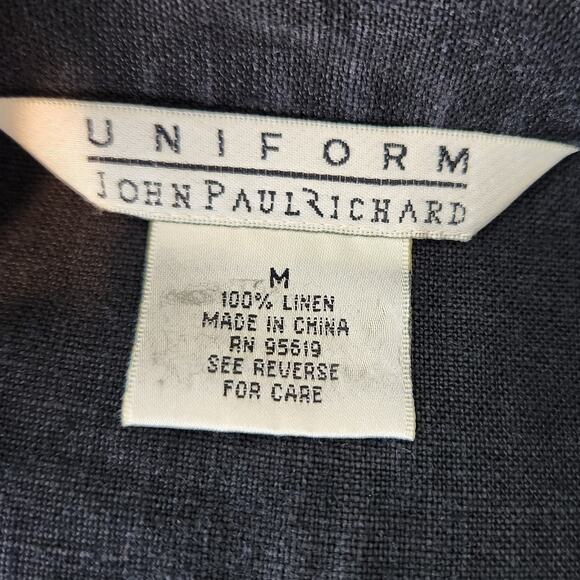 UNIFORM
JOHN PAUL RICHARD
M
100% LINEN
MADE IN CHINA
RN 95619
SEE REVERSE
FOR CARE